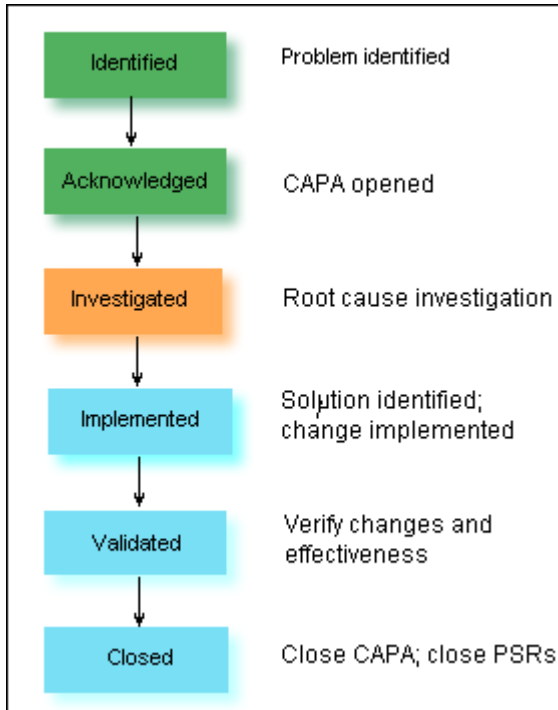 Identified
Problem identified
Acknowledged
CAPA opened
Investigated
Root cause investigation
Implemented
Solution identified;
change implemented
Validated
Verify changes and
effectiveness
Closed
Close CAPA; close PSRs